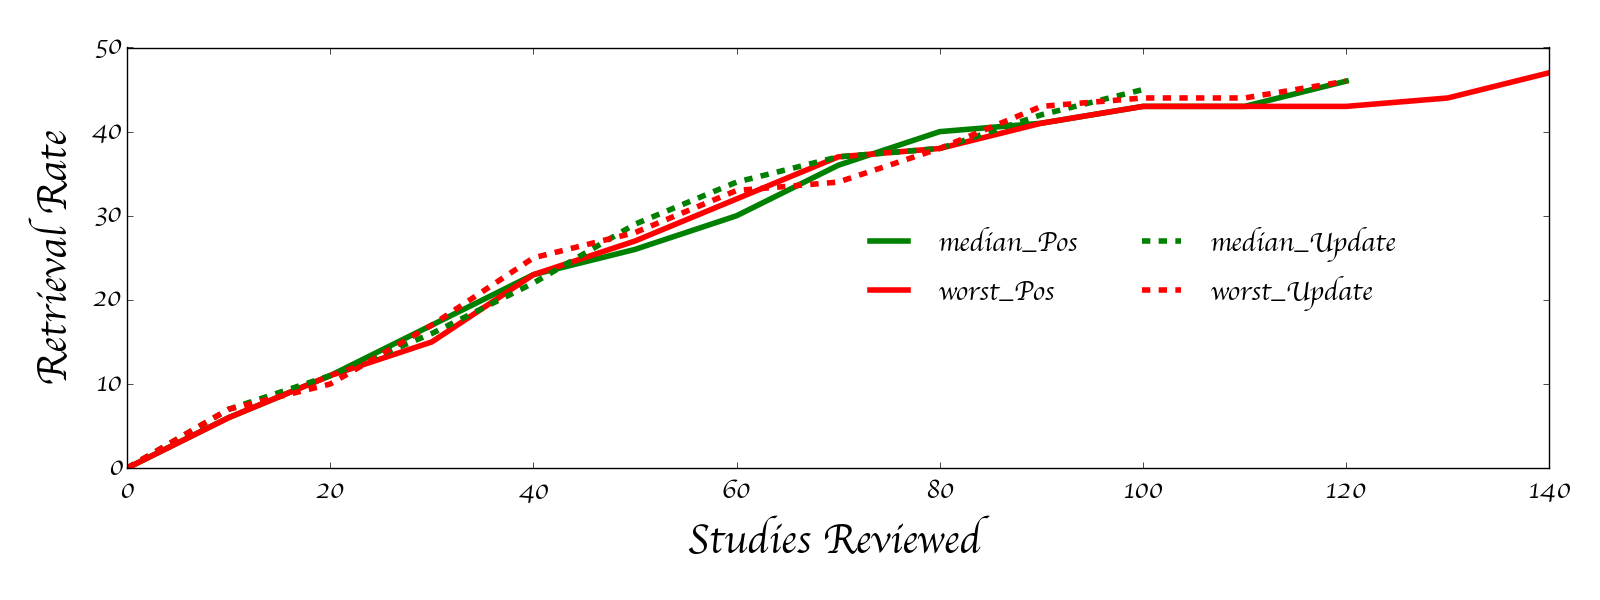 50
40
30
20
10
0
Retrieval Rate
median_Pos median_Update
worst_Pos worst_Update
0 20 40 60 80 100 120 140
Studies Reviewed